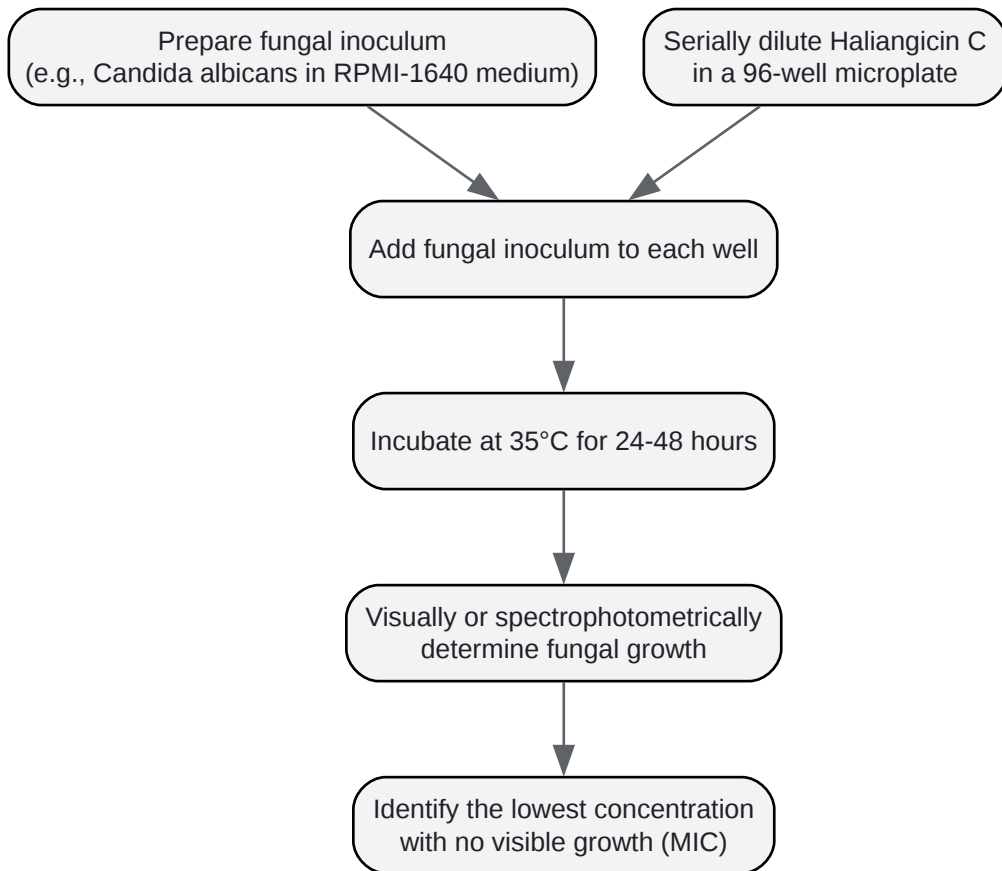 Prepare fungal inoculum
(e.g., Candida albicans in RPMI-1640 medium)
Serially dilute Haliangicin C
in a 96-well microplate
Add fungal inoculum to each well
Incubate at 35°C for 24-48 hours
Visually or spectrophotometrically
determine fungal growth
Identify the lowest concentration
with no visible growth (MIC)